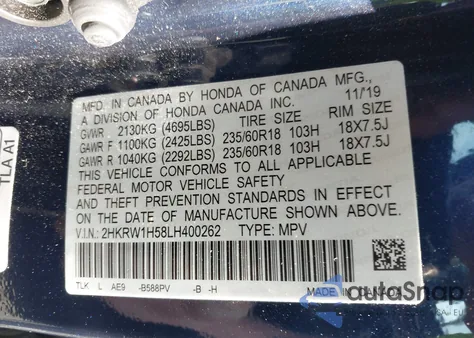 MFD. IN CANADA BY HONDA OF CANADA MFG.,
A DIVISION OF HONDA CANADA INC. 11/19
GVWR 2130KG (4695LBS) TIRE SIZE RIM SIZE
GAWR F 1100KG (2425LBS) 235/60R18 103H 18X7.5J
GAWR R 1040KG (2292LBS) 235/60R18 103H 18X7.5J
THIS VEHICLE CONFORMS TO ALL APPLICABLE
FEDERAL MOTOR VEHICLE SAFETY
AND THEFT PREVENTION STANDARDS IN EFFECT
ON THE DATE OF MANUFACTURE SHOWN ABOVE.
V.I.N.: 2HKRW1H58LH400262 TYPE: MPV
TLK L AE9 -B588PV -B -H MADE IN CANADA
TLA A1
autoSnap